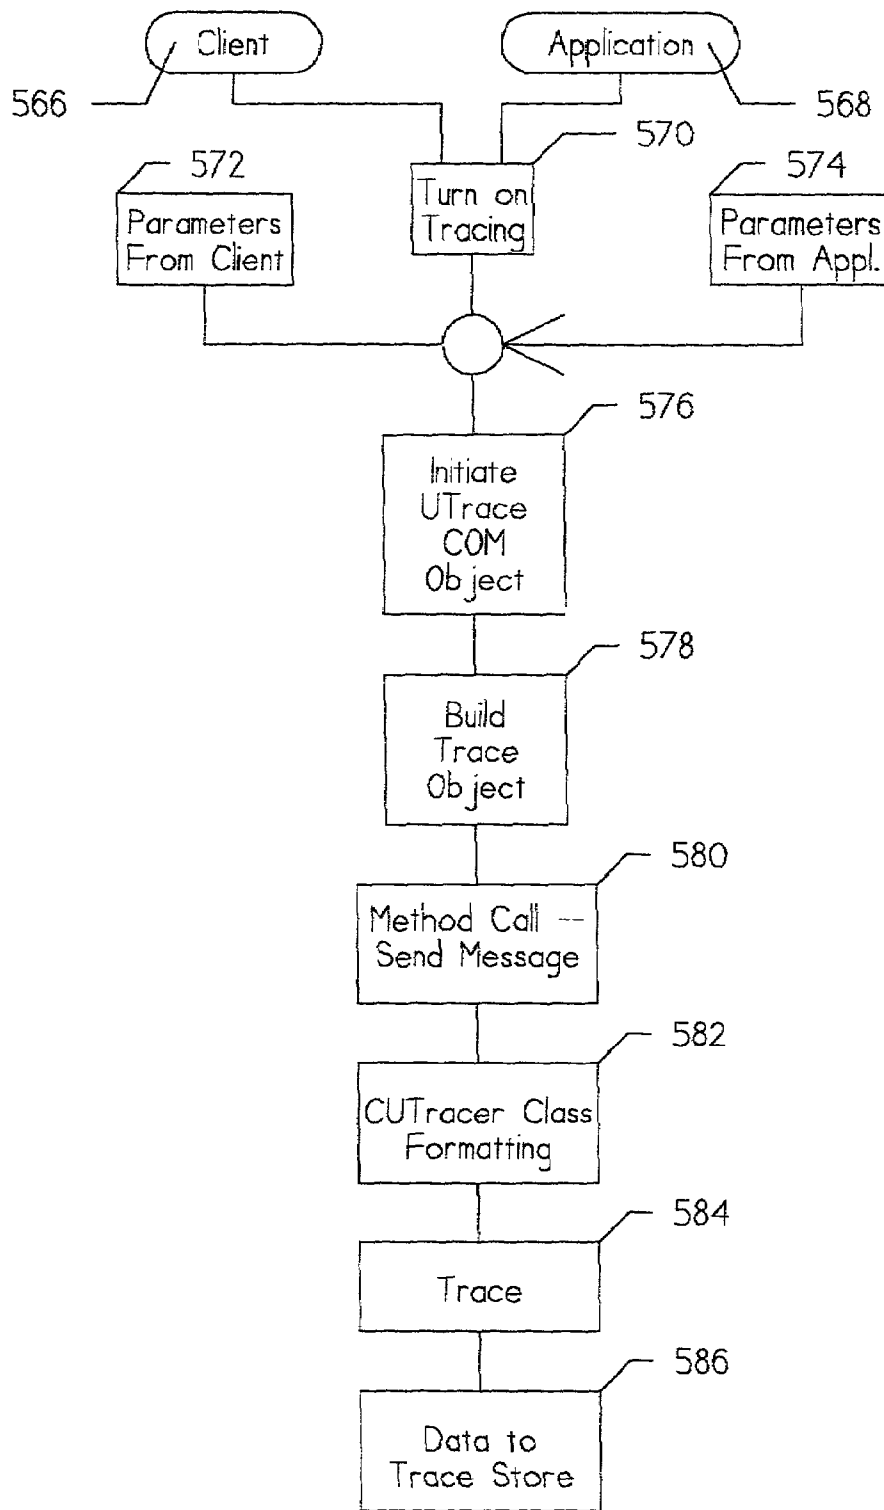 Client
Application
566
568
570
572
574
Turn on
Tracing
Parameters
From Client
Parameters
From Appl.
576
Initiate
UTrace
COM
Object
578
Build
Trace
Object
580
Method Call —
Send Message
582
CUTracer Class
Formatting
584
Trace
586
Data to
Trace Store